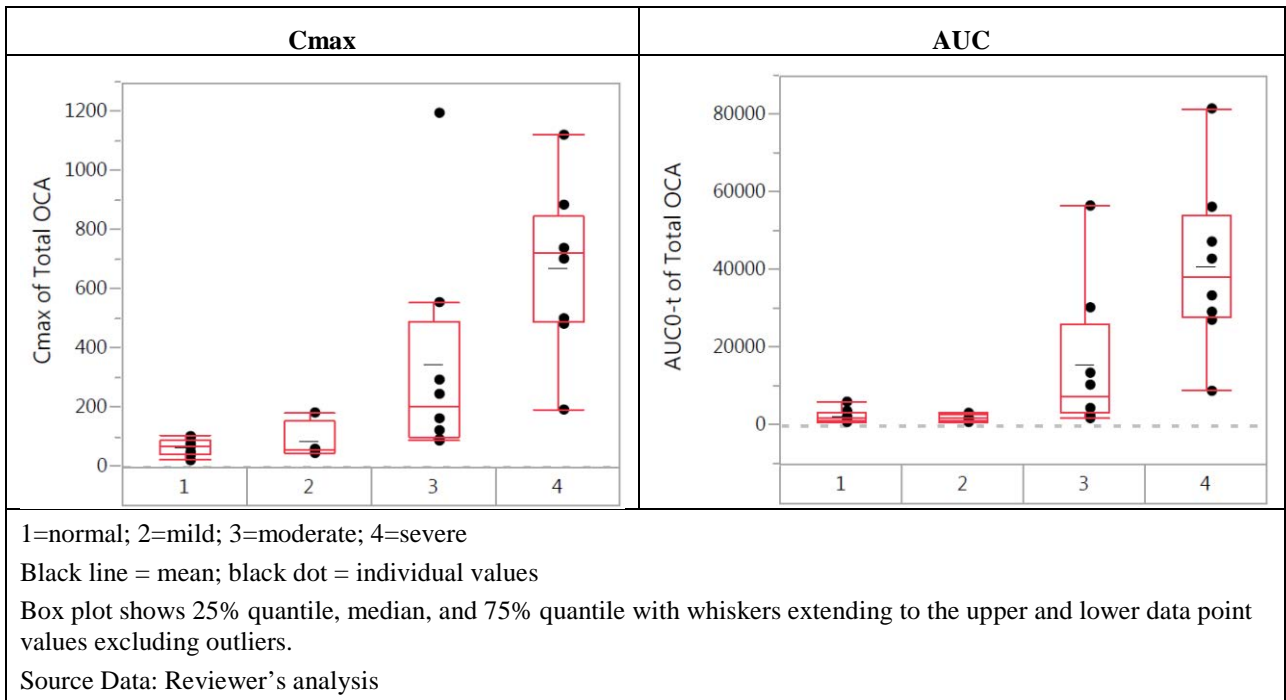 Cmax
AUC
Cmax of Total OCA
1200
1000
800
600
400
200
0
1 2 3 4
AUC0-t of Total OCA
80000
60000
40000
20000
0
1 2 3 4
1=normal; 2=mild; 3=moderate; 4=severe
Black line = mean; black dot = individual values
Box plot shows 25% quantile, median, and 75% quantile with whiskers extending to the upper and lower data point
values excluding outliers.
Source Data: Reviewer’s analysis